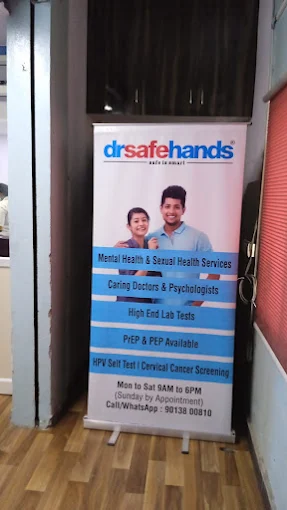 drsafehands®
safe is smart
Mental Health & Sexual Health Services
Caring Doctors & Psychologists
High End Lab Tests
PrEP & PEP Available
HPV Self Test / Cervical Cancer Screening
Mon to Sat 9AM to 6PM
(Sunday by Appointment)
Call/WhatsApp : 90138 00810